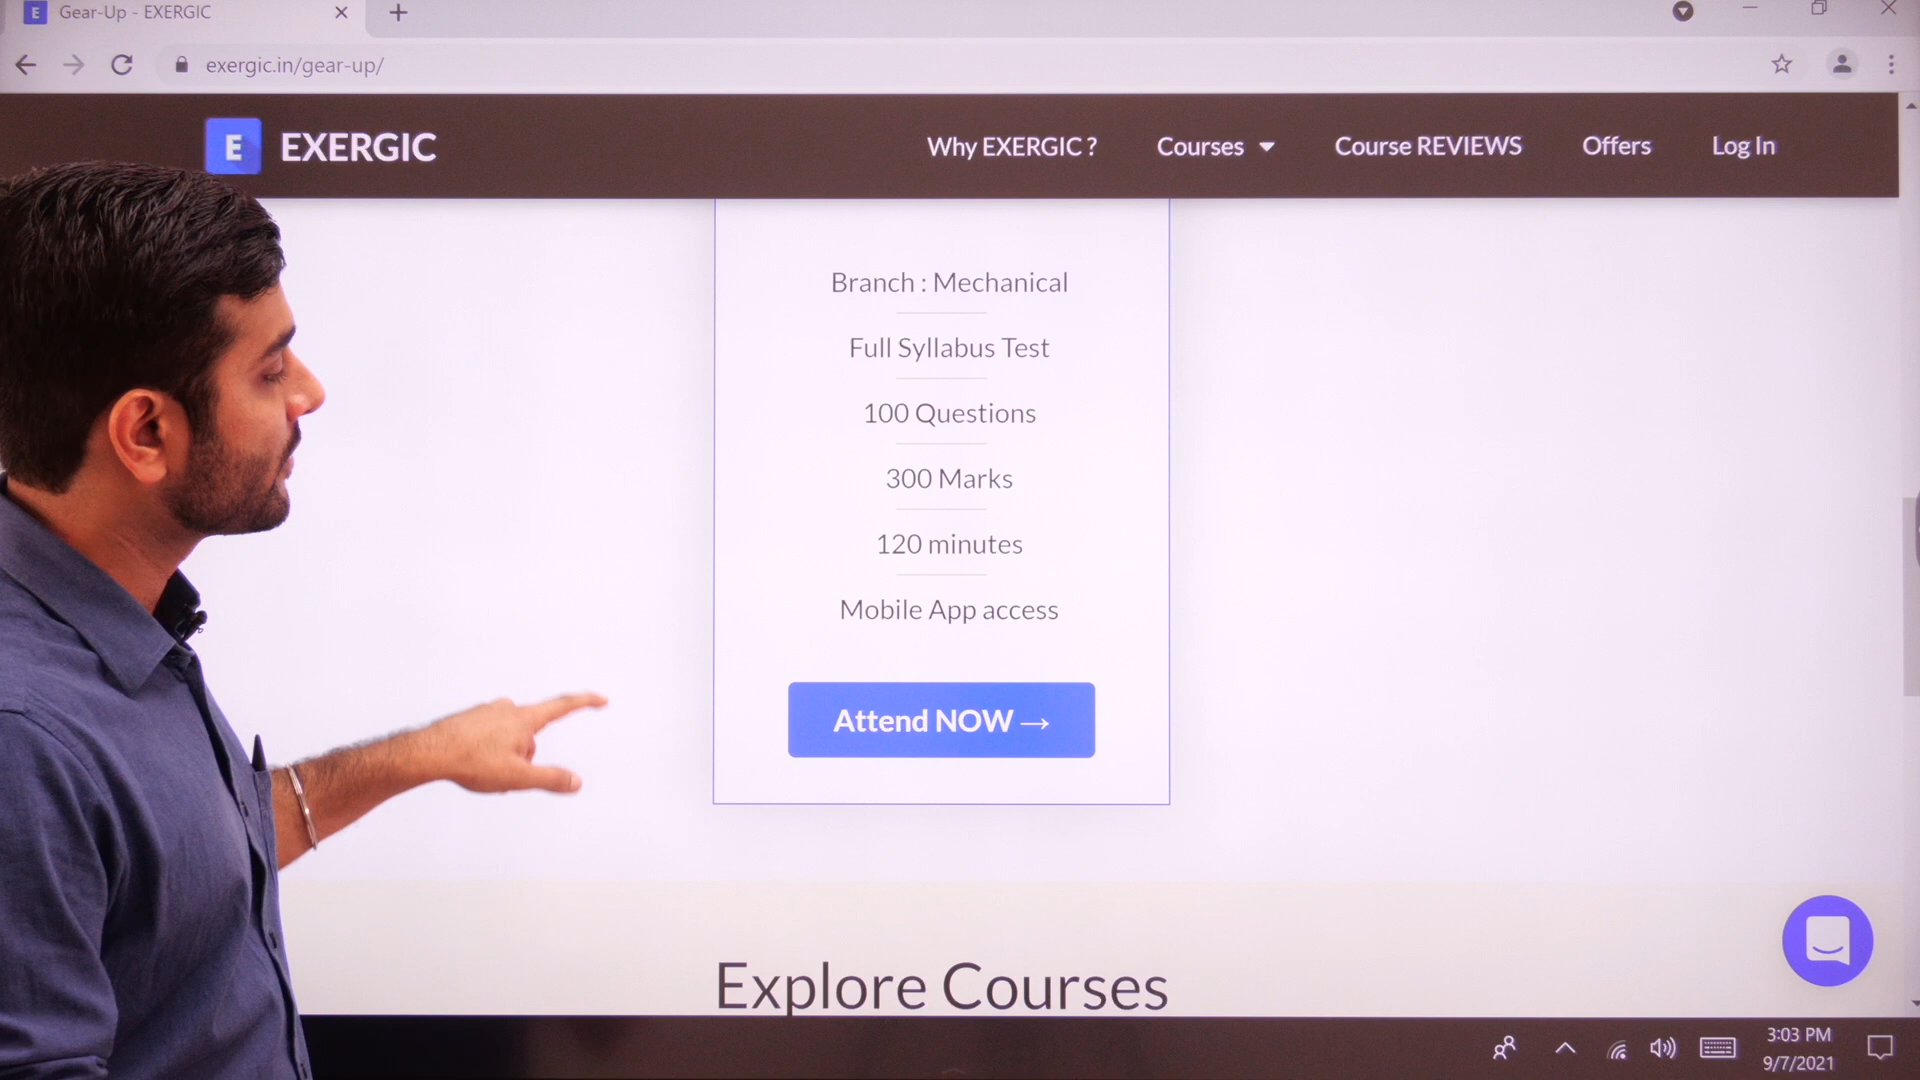 Gear-Up - EXERGIC
exergic.in/gear-up/
E EXERGIC
Why EXERGIC ?
Courses
Course REVIEWS
Offers
Log In
Branch : Mechanical
Full Syllabus Test
100 Questions
300 Marks
120 minutes
Mobile App access
Attend NOW →
Explore Courses
3:03 PM
9/7/2021